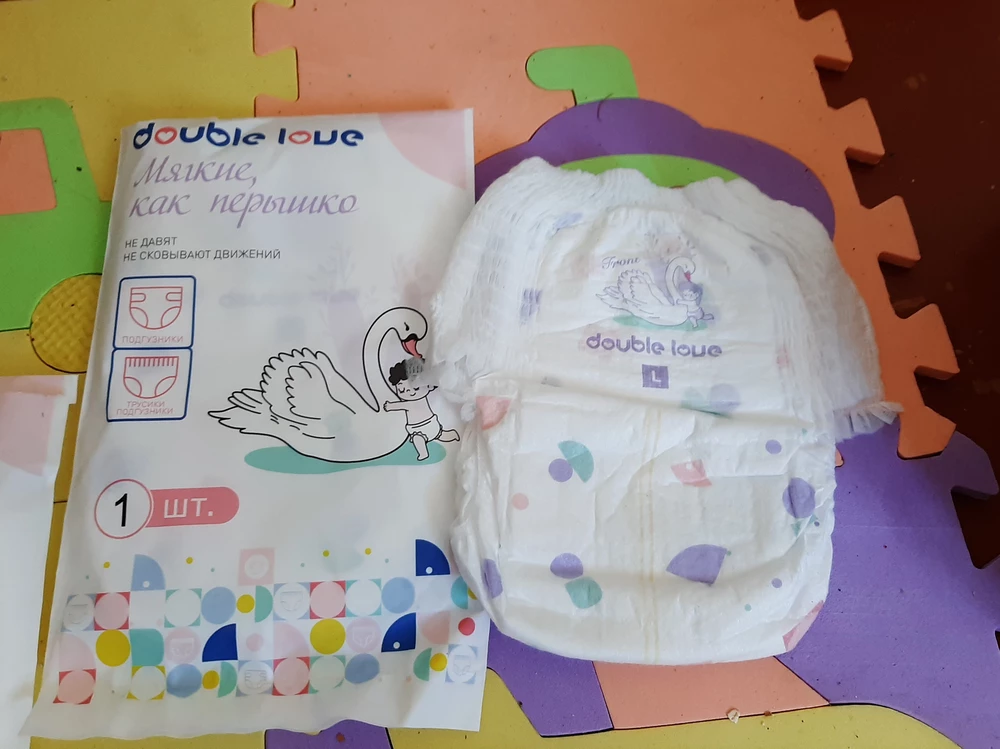 double love
Мягкие,
как перышко
НЕ ДАВЯТ
НЕ СКОВЫВАЮТ ДВИЖЕНИЙ
ПОДГУЗНИКИ
ТРУСИКИ
ПОДГУЗНИКИ
1 ШТ.
Front
double love
L